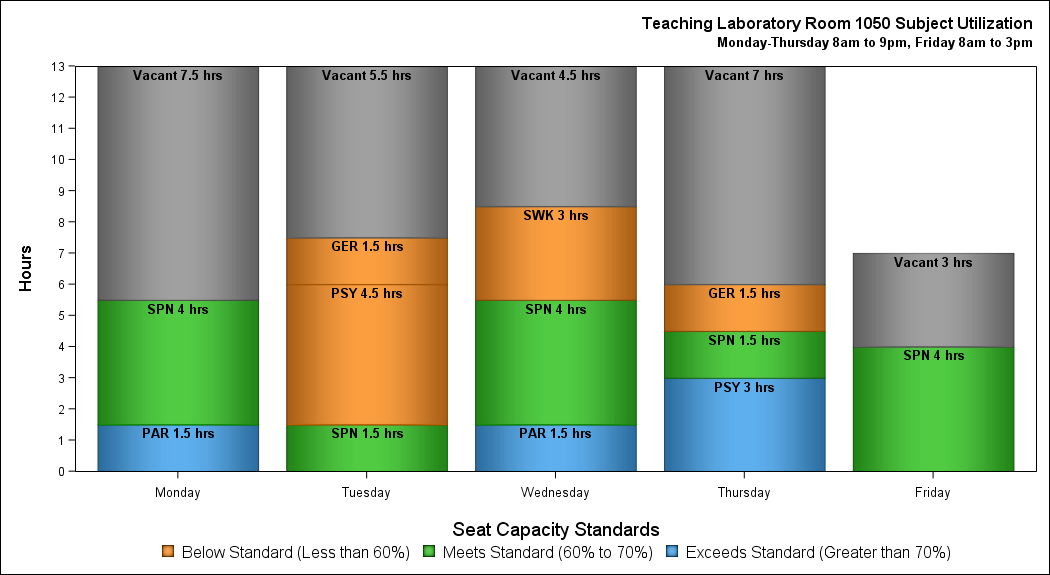 Teaching Laboratory Room 1050 Subject Utilization
Monday-Thursday 8am to 9pm, Friday 8am to 3pm
Hours
13
12
11
10
9
8
7
6
5
4
3
2
1
0
Vacant 7.5 hrs
SPN 4 hrs
PAR 1.5 hrs
Vacant 5.5 hrs
GER 1.5 hrs
PSY 4.5 hrs
SPN 1.5 hrs
Vacant 4.5 hrs
SWK 3 hrs
SPN 4 hrs
PAR 1.5 hrs
Vacant 7 hrs
GER 1.5 hrs
SPN 1.5 hrs
PSY 3 hrs
Vacant 3 hrs
SPN 4 hrs
Monday Tuesday Wednesday Thursday Friday
Seat Capacity Standards
Below Standard (Less than 60%) Meets Standard (60% to 70%) Exceeds Standard (Greater than 70%)